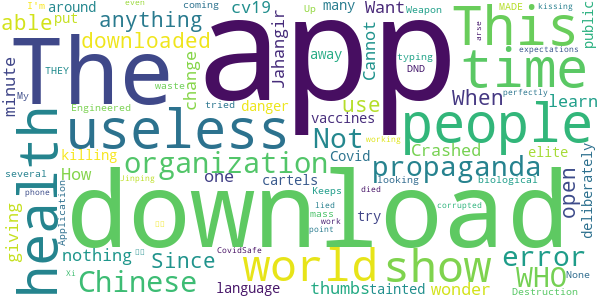 I'm even coming Up Weapon MADE kissing
able put around cv19 many Want typing expectations public
anything THEY DND arse
The app This
downloaded Jahangir Cannot away time
minute My Engineered waste change tried danger use When learn
useless people
health Not vaccines Crashed elite
killing organization Covid working propaganda
several How one cartels looking biological open deliberately
phone Application Jinping download Keeps lied mass died work try corrupted
giving nothing Since point
world show error
Xi Chinese CovidSafe thumbs tainted wonder WHO None
language Destruction perfectly